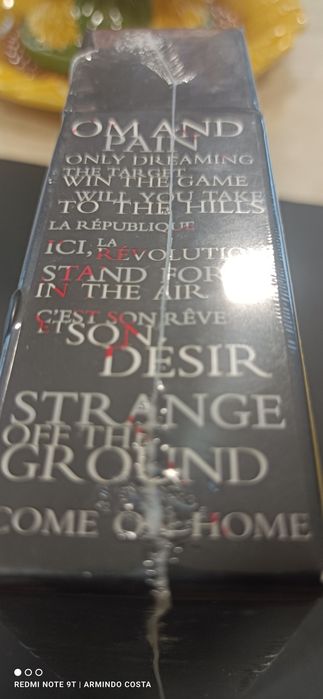 OM AND
PAIN
ONLY DREAMING
THE TARGET
WIN THE GAME
WILL YOU TAKE
TO THE HILLS
LA RÉPUBLIQUE
ICI, LA
RÉVOLUTION
STAND FOR
IN THE AIR
C'EST SON RÊVE
ET SON
DESIR
STRANGE
OFF THE
GROUND
COME ON HOME
REDMI NOTE 9T | ARMINDO COSTA